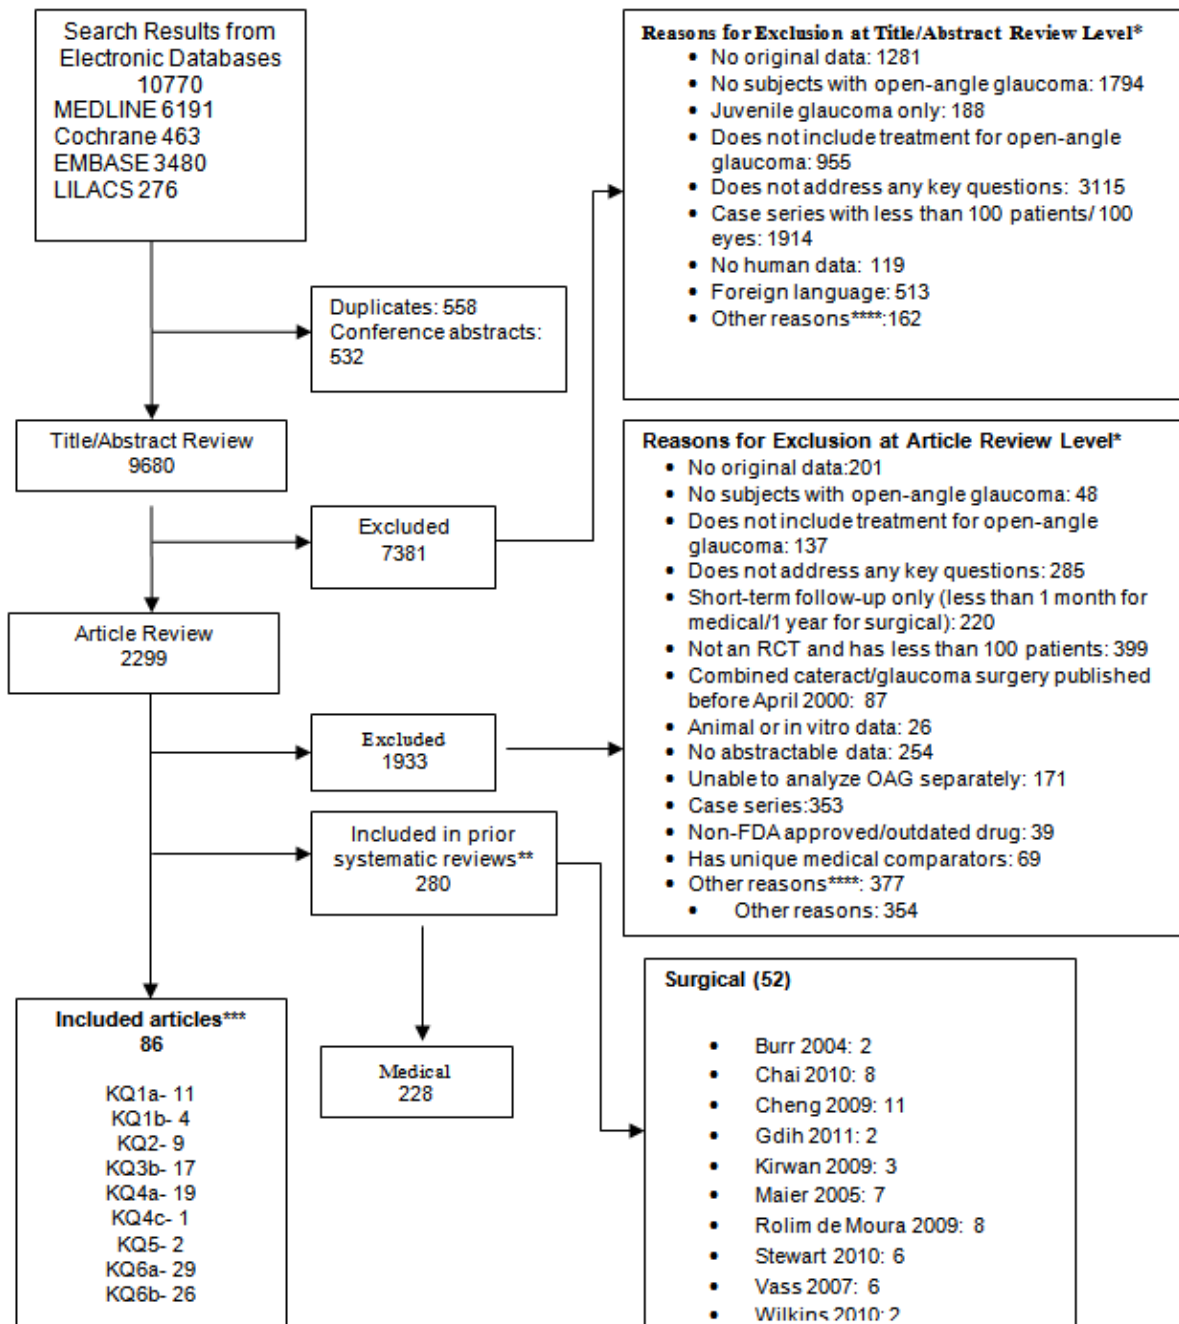 Search Results from
Electronic Databases
10770
MEDLINE 6191
Cochrane 463
EMBASE 3480
LILACS 276
Duplicates: 558
Conference abstracts:
532
Title/Abstract Review
9680
Excluded
7381
Reasons for Exclusion at Title/Abstract Review Level*
• No original data: 1281
• No subjects with open-angle glaucoma: 1794
• Juvenile glaucoma only: 188
• Does not include treatment for open-angle
glaucoma: 955
• Does not address any key questions: 3115
• Case series with less than 100 patients/ 100
eyes: 1914
• No human data: 119
• Foreign language: 513
• Other reasons****:162
Article Review
2299
Excluded
1933
Reasons for Exclusion at Article Review Level*
• No original data:201
• No subjects with open-angle glaucoma: 48
• Does not include treatment for open-angle
glaucoma: 137
• Does not address any key questions: 285
• Short-term follow-up only (less than 1 month for
medical/1 year for surgical): 220
• Not an RCT and has less than 100 patients: 399
• Combined cateract/glaucoma surgery published
before April 2000: 87
• Animal or in vitro data: 26
• No abstractable data: 254
• Unable to analyze OAG separately: 171
• Case series:353
• Non-FDA approved/outdated drug: 39
• Has unique medical comparators: 69
• Other reasons****: 377
• Other reasons: 354
Included in prior
systematic reviews**
280
Medical
228
Surgical (52)
• Burr 2004: 2
• Chai 2010: 8
• Cheng 2009: 11
• Gdih 2011: 2
• Kirwan 2009: 3
• Maier 2005: 7
• Rolim de Moura 2009: 8
• Stewart 2010: 6
• Vass 2007: 6
• Wilkins 2010: 2
Included articles***
86
KQ1a- 11
KQ1b- 4
KQ2- 9
KQ3b- 17
KQ4a- 19
KQ4c- 1
KQ5- 2
KQ6a- 29
KQ6b- 26